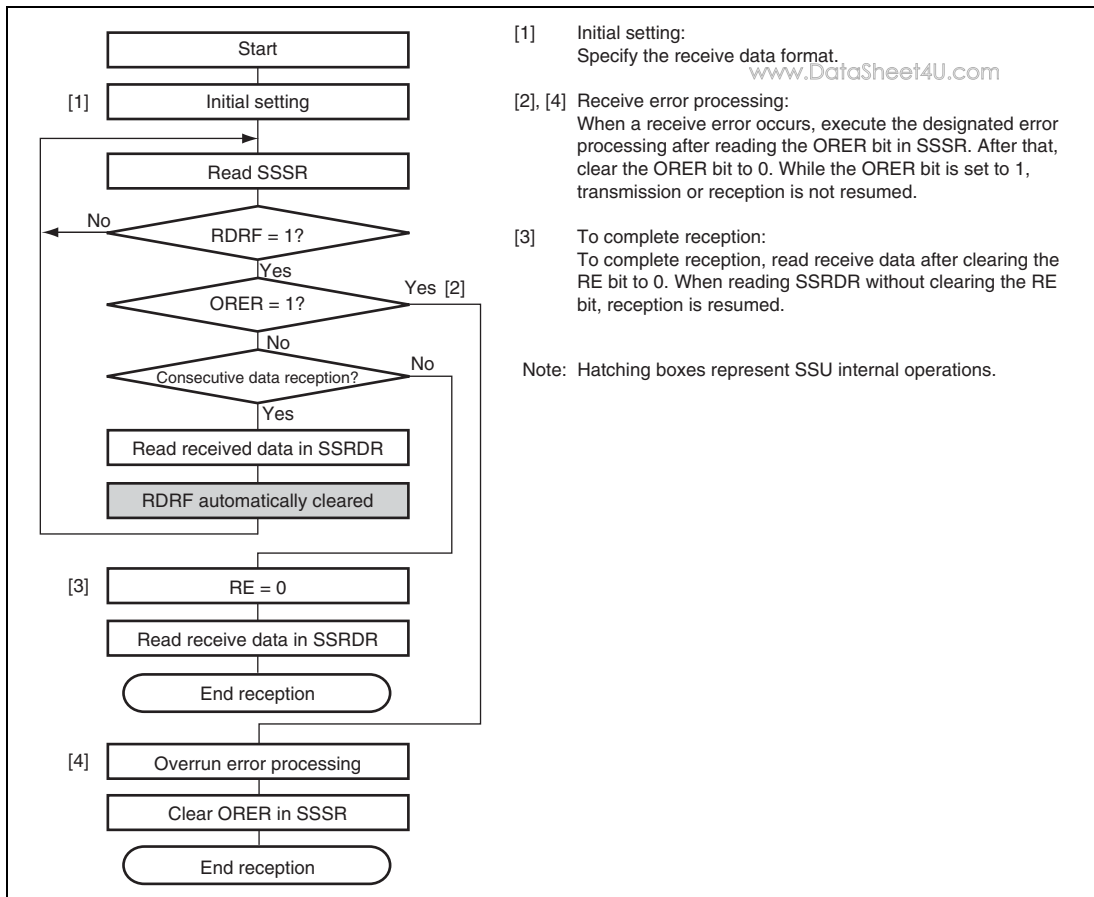 Start
[1] Initial setting
Read SSSR
No
RDRF = 1?
Yes
ORER = 1?
Yes [2]
No
Consecutive data reception?
No
Yes
Read received data in SSRDR
RDRF automatically cleared
[3] RE = 0
Read receive data in SSRDR
End reception
[4] Overrun error processing
Clear ORER in SSSR
End reception
[1] Initial setting:
Specify the receive data format.
www.DataSheet4U.com
[2], [4] Receive error processing:
When a receive error occurs, execute the designated error
processing after reading the ORER bit in SSSR. After that,
clear the ORER bit to 0. While the ORER bit is set to 1,
transmission or reception is not resumed.
[3] To complete reception:
To complete reception, read receive data after clearing the
RE bit to 0. When reading SSRDR without clearing the RE
bit, reception is resumed.
Note: Hatching boxes represent SSU internal operations.